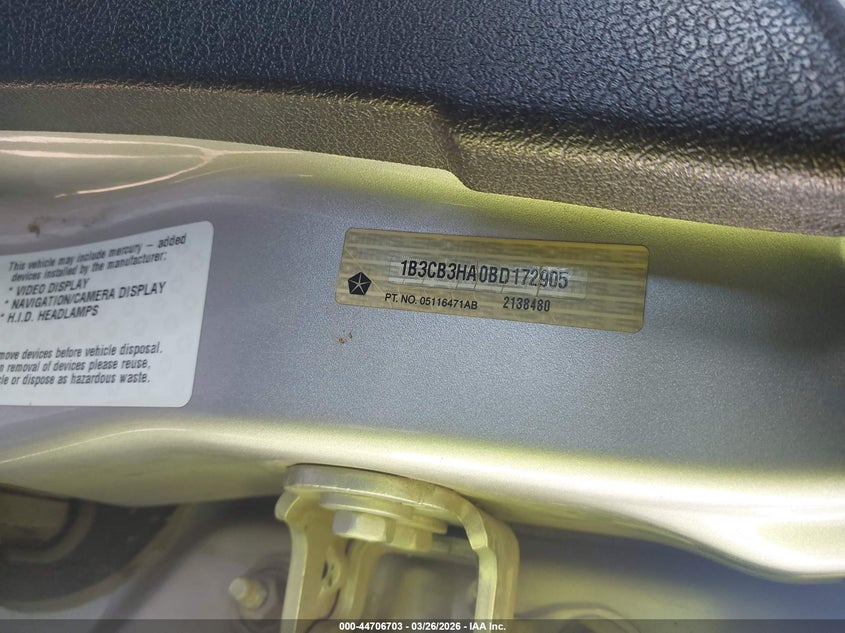 This vehicle may include mercury – added
devices installed by the manufacturer:
* VIDEO DISPLAY
* NAVIGATION/CAMERA DISPLAY
* H.I.D. HEADLAMPS
move devices before vehicle disposal.
n removal of devices please reuse,
cle or dispose as hazardous waste.
1B3CB3HA0BD172905
PT. NO. 05116471AB 2138480
000-44706703 - 03/26/2026 - IAA Inc.